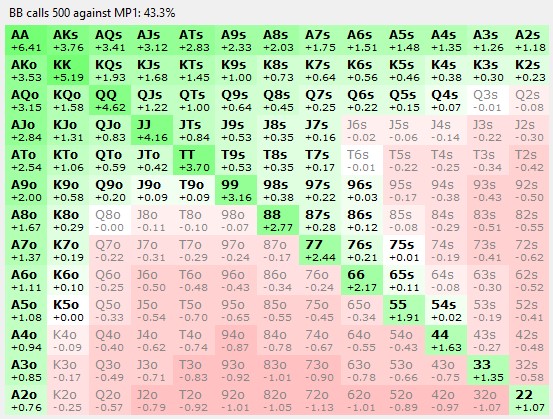 BB calls 500 against MP1: 43.3%
AA AKs AQs AJs ATs A9s A8s A7s A6s A5s A4s A3s A2s
+6.41 +3.76 +3.41 +3.12 +2.83 +2.33 +2.03 +1.75 +1.51 +1.48 +1.35 +1.26 +1.18
AKo KK KQs KJs KTs K9s K8s K7s K6s K5s K4s K3s K2s
+3.53 +5.19 +1.93 +1.68 +1.45 +1.00 +0.73 +0.64 +0.56 +0.46 +0.38 +0.30 +0.23
AQo KQo QQ QJs QTs Q9s Q8s Q7s Q6s Q5s Q4s Q3s Q2s
+3.15 +1.58 +4.62 +1.22 +1.00 +0.64 +0.45 +0.25 +0.22 +0.15 +0.07 -0.01 -0.08
AJo KJo QJo JJ JTs J9s J8s J7s J6s J5s J4s J3s J2s
+2.84 +1.31 +0.83 +4.16 +0.84 +0.53 +0.35 +0.16 -0.02 -0.06 -0.14 -0.22 -0.30
ATo KTo QTo JTo TT T9s T8s T7s T6s T5s T4s T3s T2s
+2.54 +1.06 +0.59 +0.42 +3.70 +0.53 +0.35 +0.17 -0.01 -0.22 -0.25 -0.34 -0.42
A9o K9o Q9o J9o T9o 99 98s 97s 96s 95s 94s 93s 92s
+2.00 +0.58 +0.20 +0.09 +0.09 +3.16 +0.38 +0.22 +0.03 -0.17 -0.38 -0.43 -0.50
A8o K8o Q8o J8o T8o 98o 88 87s 86s 85s 84s 83s 82s
+1.67 +0.29 -0.00 -0.11 -0.10 -0.07 +2.77 +0.28 +0.12 -0.08 -0.29 -0.51 -0.55
A7o K7o Q7o J7o T7o 97o 87o 77 76s 75s 74s 73s 72s
+1.37 +0.19 -0.22 -0.31 -0.29 -0.24 -0.17 +2.44 +0.21 +0.01 -0.19 -0.41 -0.62
A6o K6o Q6o J6o T6o 96o 86o 76o 66 65s 64s 63s 62s
+1.11 +0.10 -0.25 -0.50 -0.48 -0.43 -0.34 -0.24 +2.17 +0.11 -0.08 -0.30 -0.52
A5o K5o Q5o J5o T5o 95o 85o 75o 65o 55 54s 53s 52s
+1.08 +0.00 -0.33 -0.54 -0.70 -0.65 -0.55 -0.45 -0.34 +1.91 +0.02 -0.19 -0.41
A4o K4o Q4o J4o T4o 94o 84o 74o 64o 54o 44 43s 42s
+0.94 -0.09 -0.40 -0.62 -0.74 -0.87 -0.78 -0.67 -0.55 -0.43 +1.63 -0.27 -0.48
A3o K3o Q3o J3o T3o 93o 83o 73o 63o 53o 43o 33 32s
+0.85 -0.17 -0.49 -0.71 -0.83 -0.92 -1.01 -0.90 -0.78 -0.66 -0.75 +1.35 -0.58
A2o K2o Q2o J2o T2o 92o 82o 72o 62o 52o 42o 32o 22
+0.76 -0.25 -0.57 -0.79 -0.92 -1.01 -1.05 -1.13 -1.01 -0.89 -0.97 -1.07 +1.07